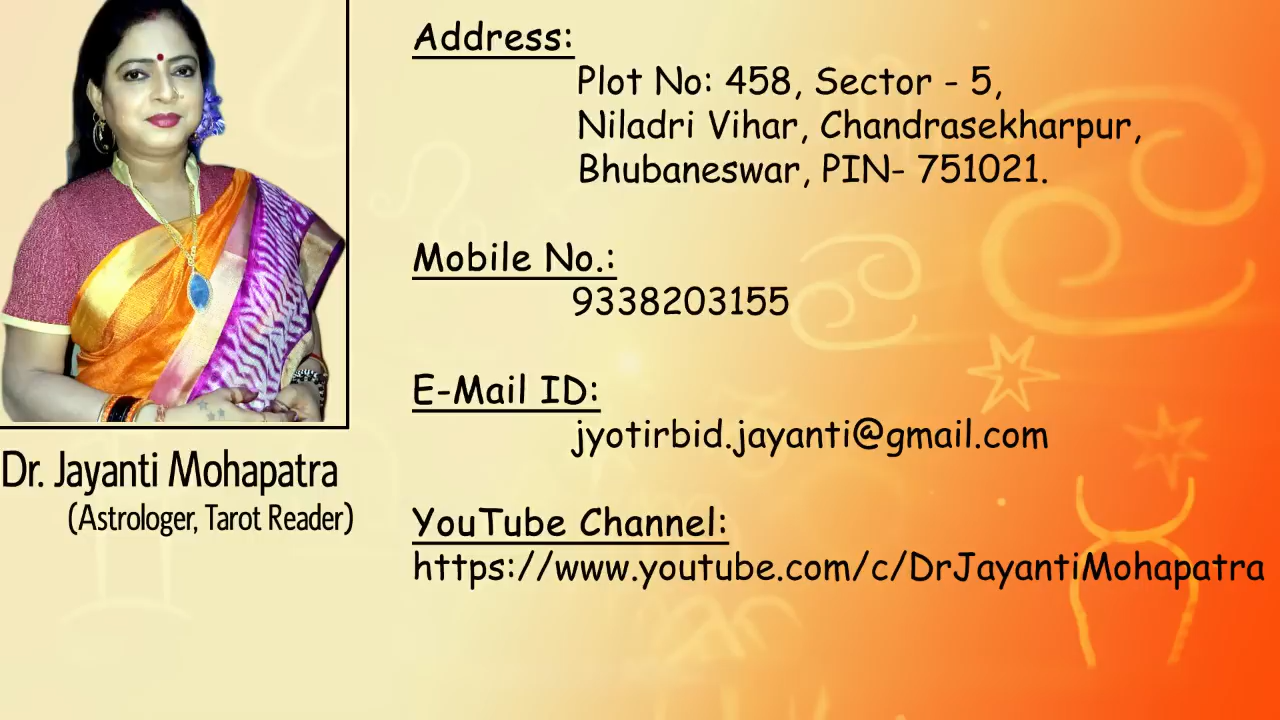 Address:
Plot No: 458, Sector - 5,
Niladri Vihar, Chandrasekharpur,
Bhubaneswar, PIN- 751021.
Mobile No.:
9338203155
E-Mail ID:
jyotirbid.jayanti@gmail.com
YouTube Channel:
https://www.youtube.com/c/DrJayantiMohapatra
Dr. Jayanti Mohapatra
(Astrologer, Tarot Reader)